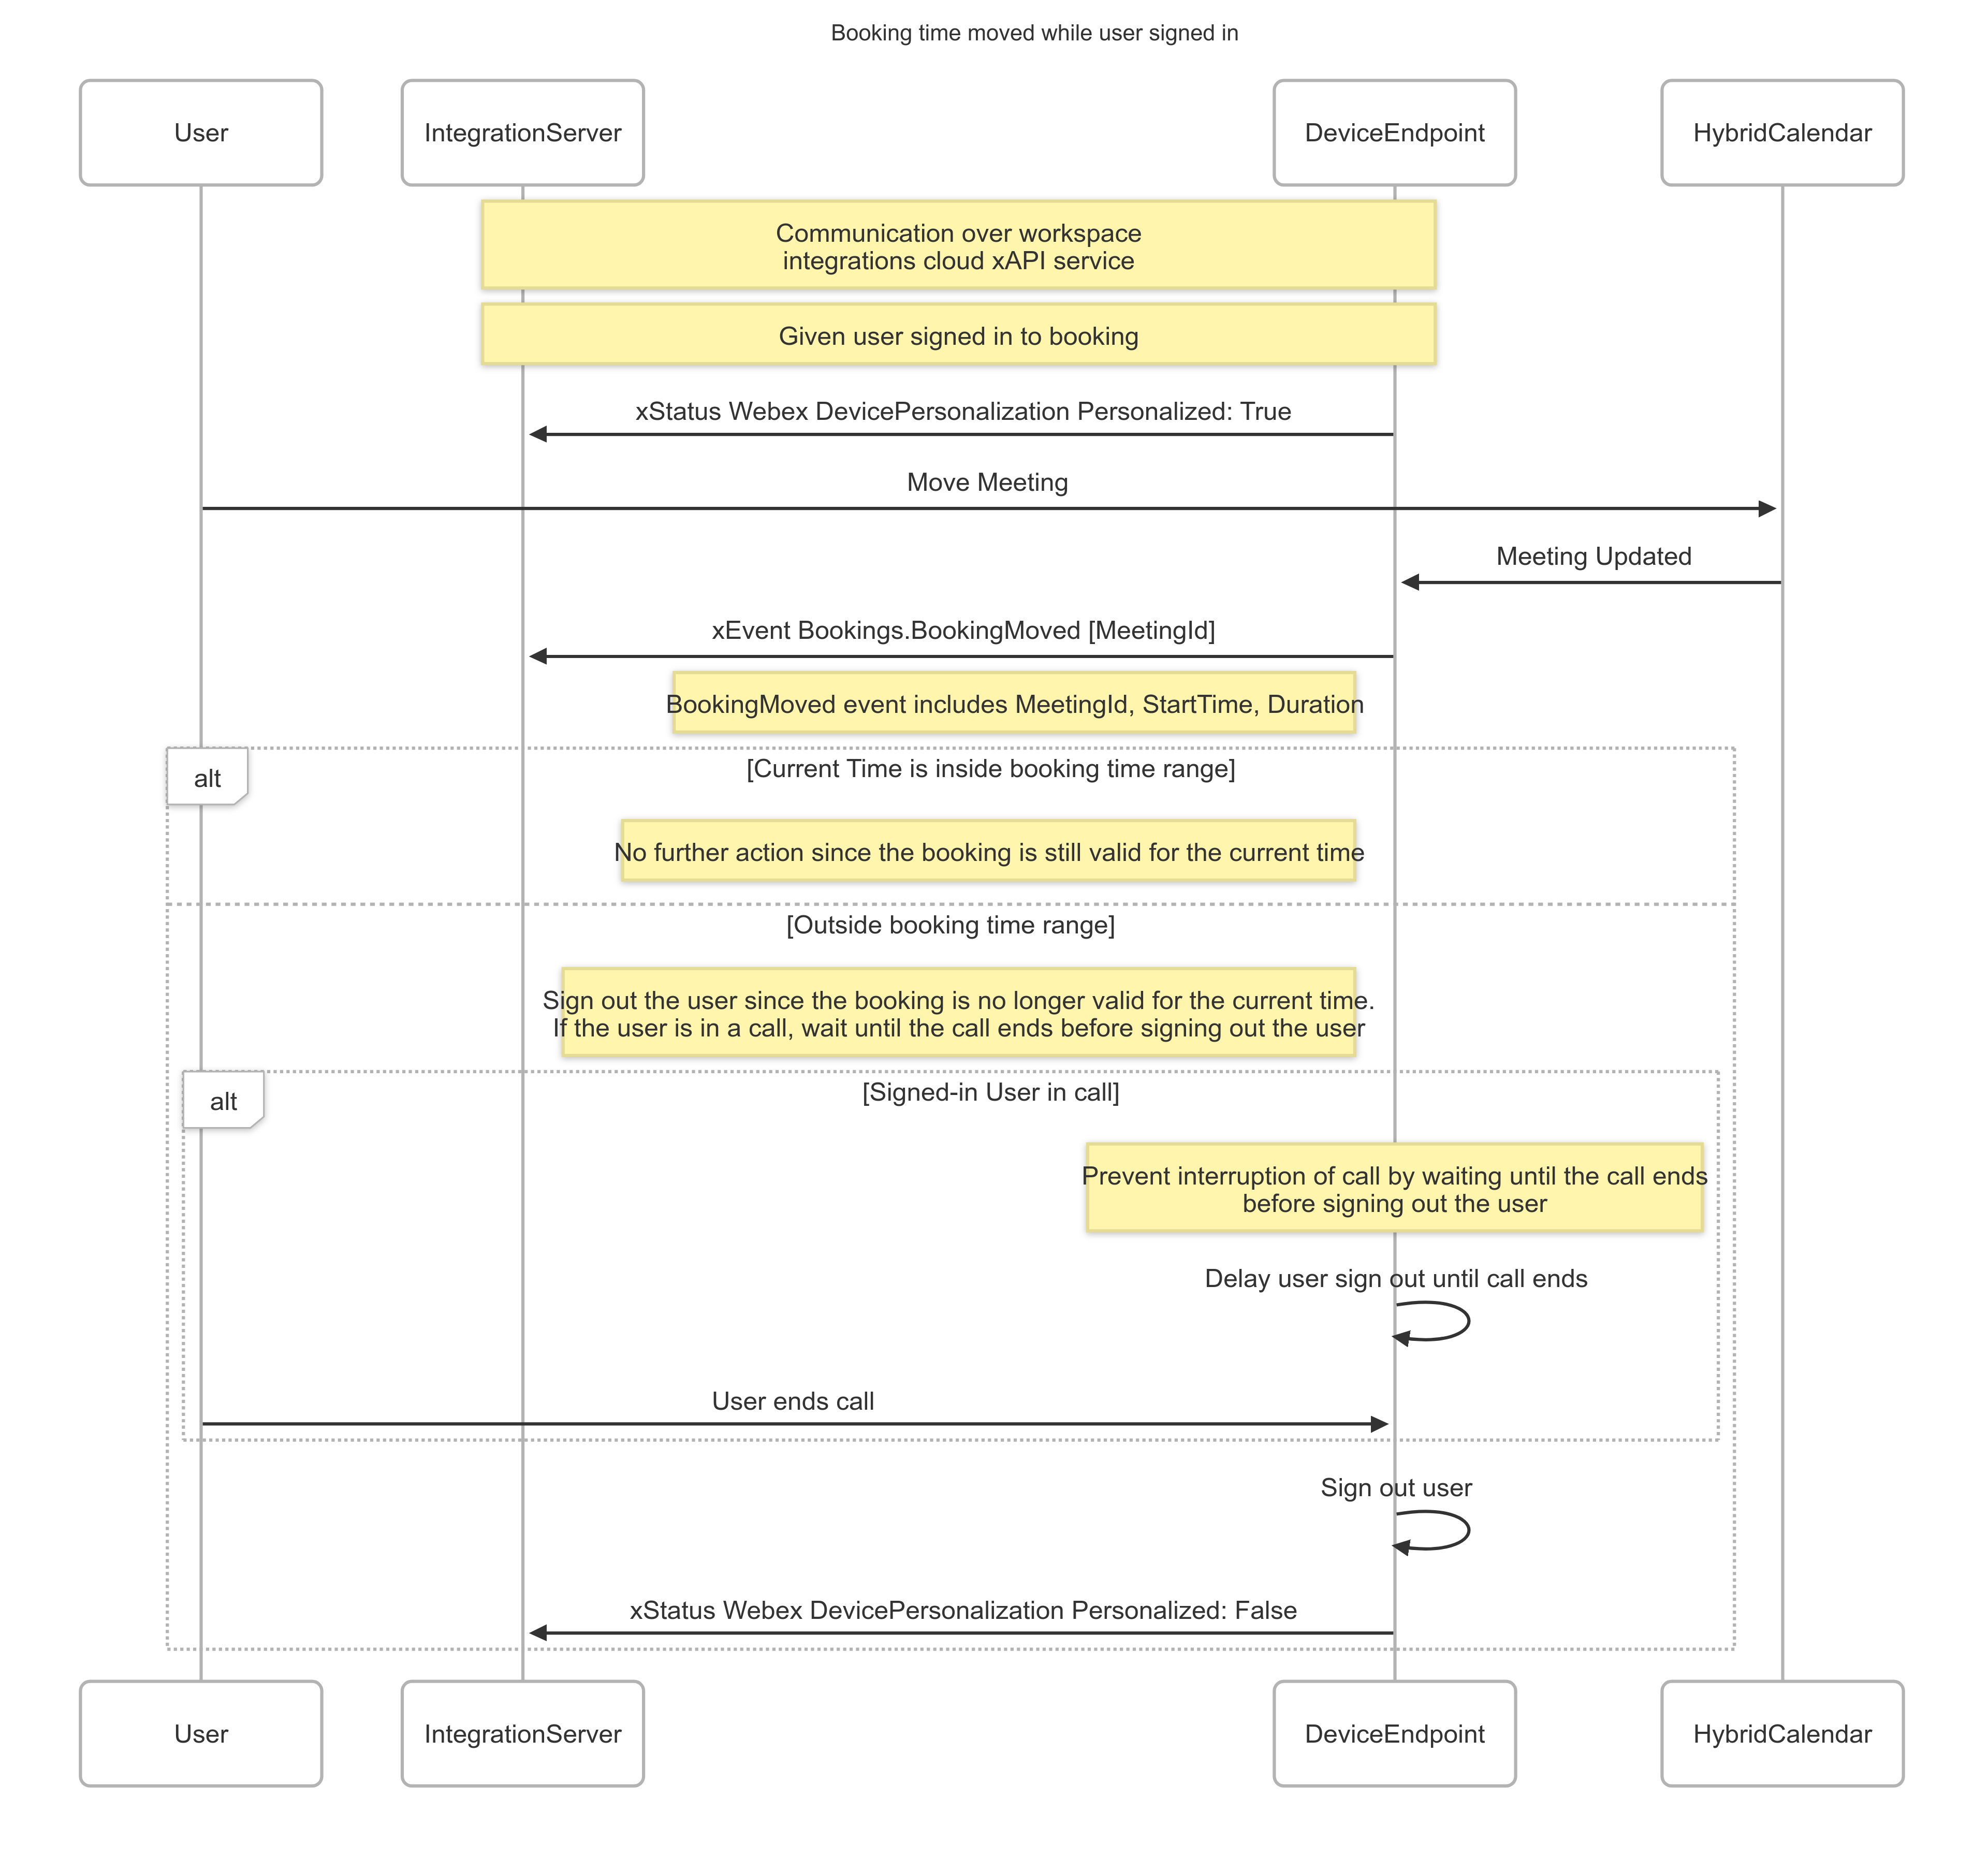 Booking time moved while user signed in
User
IntegrationServer
DeviceEndpoint
HybridCalendar
Communication over workspace
integrations cloud xAPI service
Given user signed in to booking
xStatus Webex DevicePersonalization Personalized: True
Move Meeting
Meeting Updated
xEvent Bookings.BookingMoved [MeetingId]
BookingMoved event includes MeetingId, StartTime, Duration
alt
[Current Time is inside booking time range]
No further action since the booking is still valid for the current time
[Outside booking time range]
Sign out the user since the booking is no longer valid for the current time.
If the user is in a call, wait until the call ends before signing out the user
alt
[Signed-in User in call]
Prevent interruption of call by waiting until the call ends
before signing out the user
Delay user sign out until call ends
User ends call
Sign out user
xStatus Webex DevicePersonalization Personalized: False
User
IntegrationServer
DeviceEndpoint
HybridCalendar